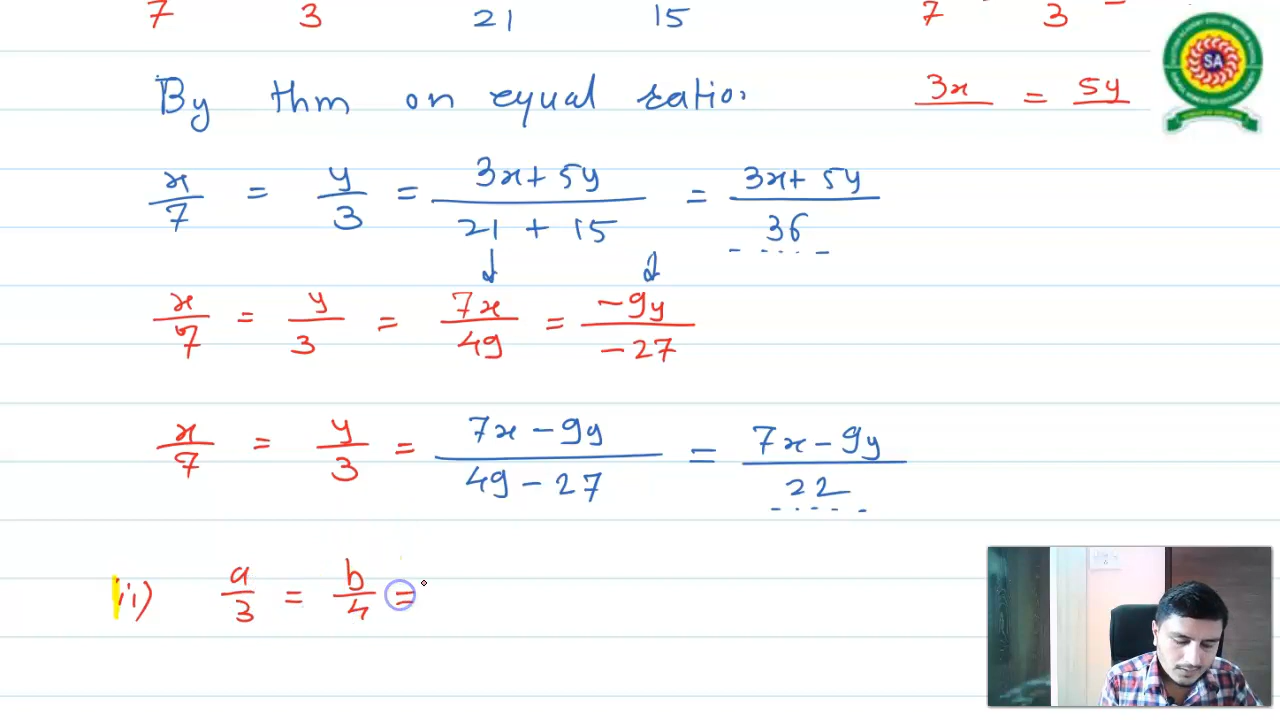 7 3 21 15 7 3
By thm on equal ratio.
3x = 5y
x/7 = y/3 = 3x+5y/21+15 = 3x+5y/36
x/7 = y/3 = 7x/49 = -9y/-27
x/7 = y/3 = 7x-9y/49-27 = 7x-9y/22
ii) a/3 = b/4 =
SA